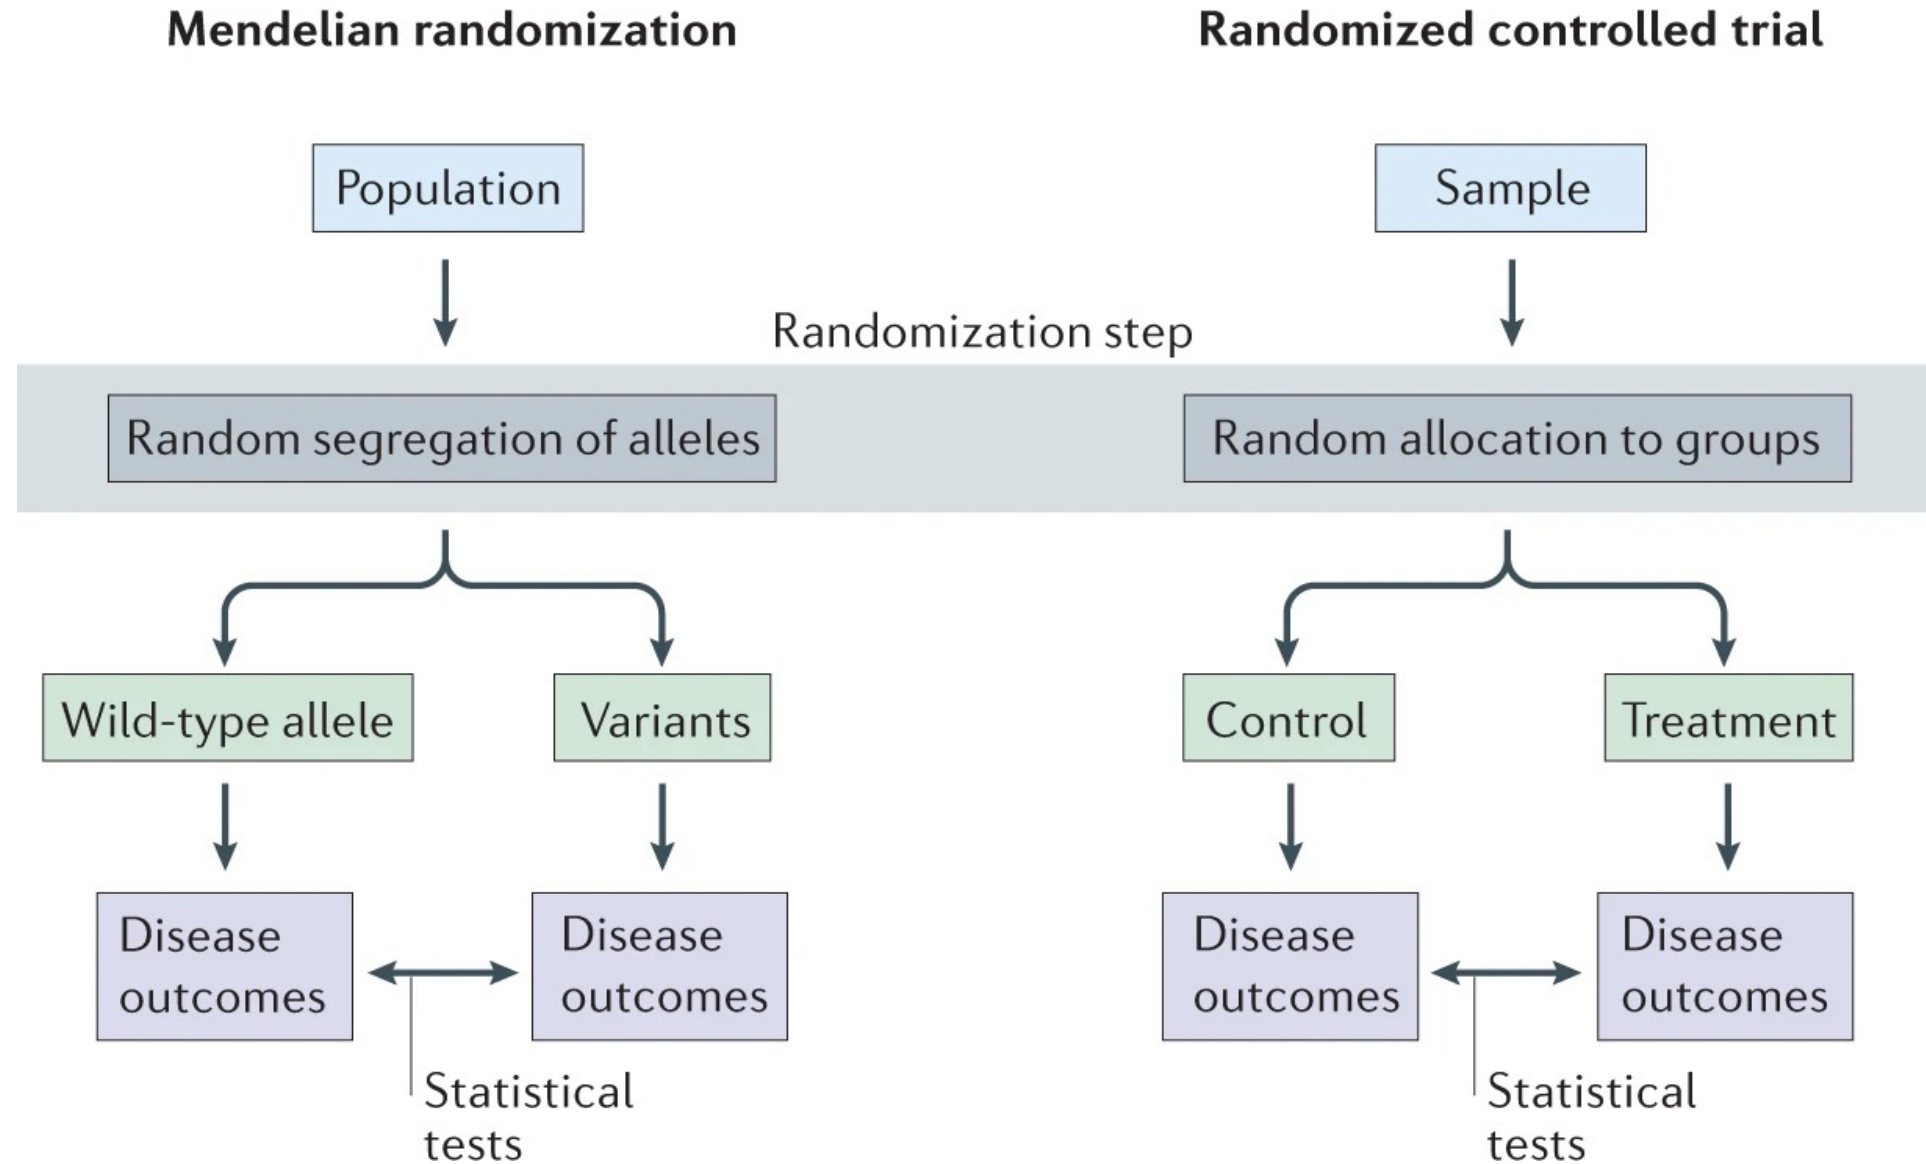 Mendelian randomization
Randomized controlled trial
Population
Sample
Randomization step
Random segregation of alleles
Random allocation to groups
Wild-type allele
Variants
Control
Treatment
Disease
outcomes
Disease
outcomes
Disease
outcomes
Disease
outcomes
Statistical
tests
Statistical
tests